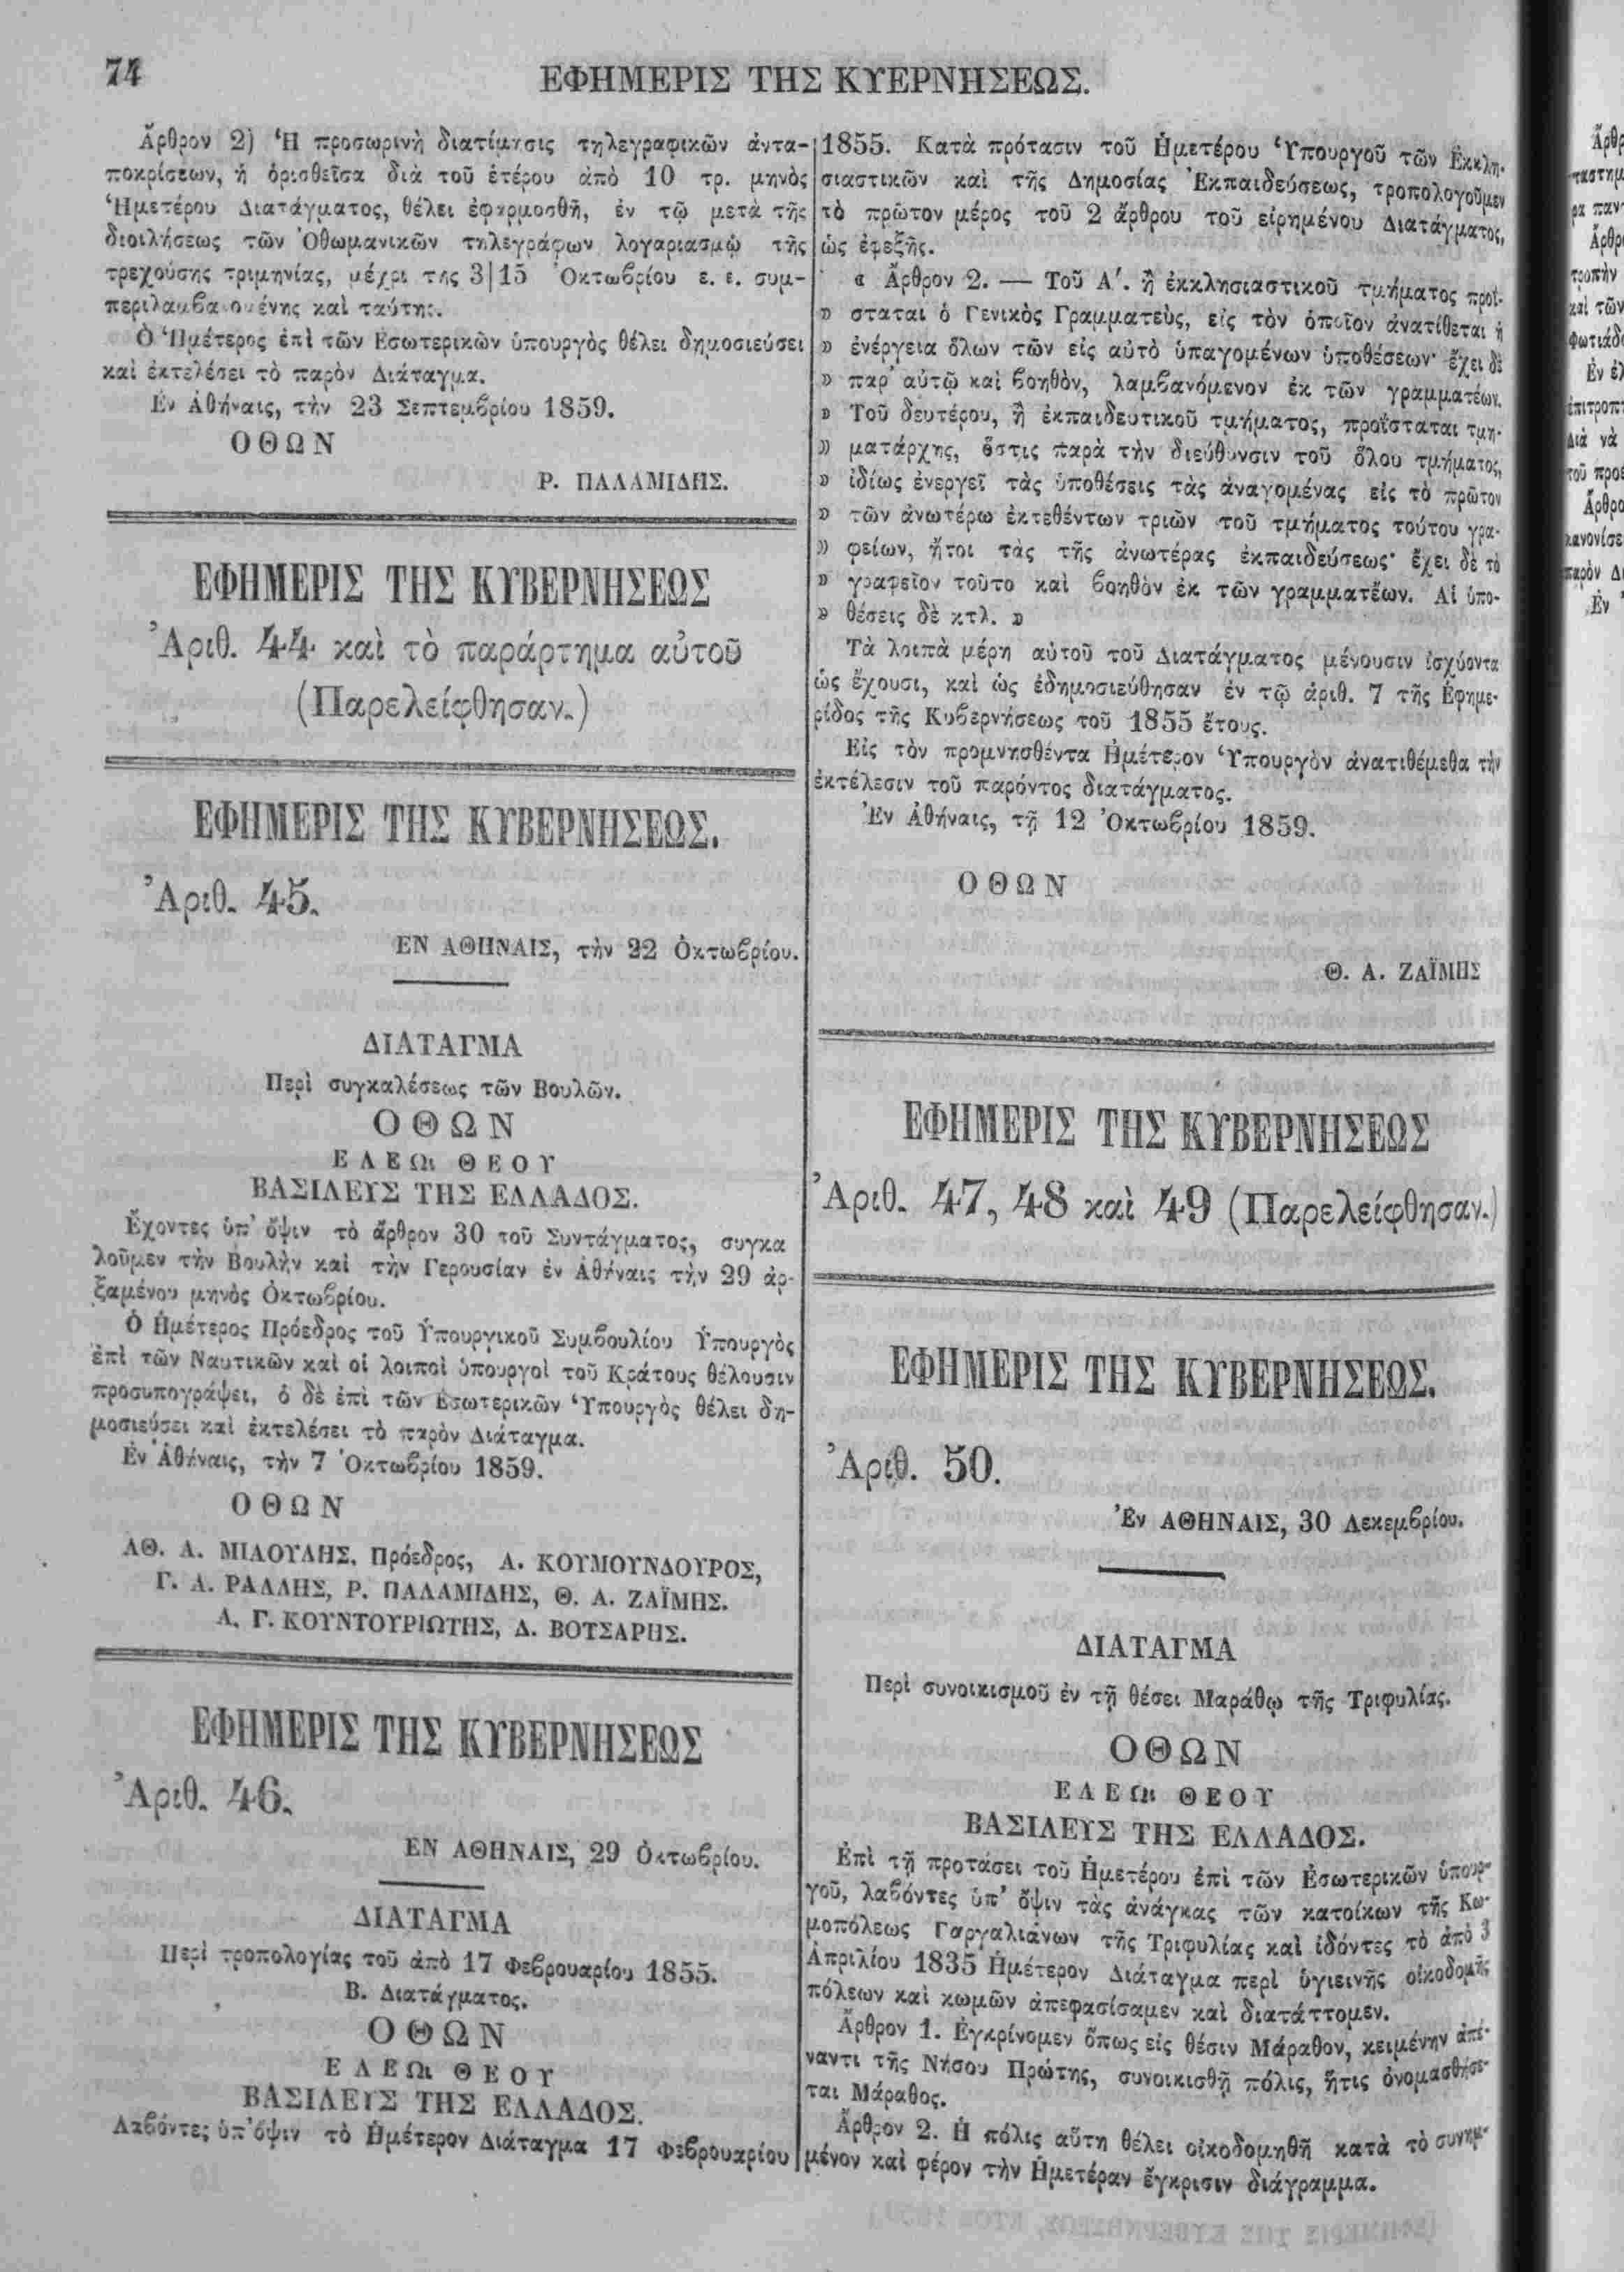 74
ΕΦΗΜΕΡΙΣ ΤΗΣ ΚΥΕΡΝΗΣΕΩΣ.
Ἄρθρον 2) Ἡ προσωρινὴ διατίμησις τηλεγραφικῶν ἀντα-
ποκρίσεων, ἡ ὁρισθεῖσα διὰ τοῦ ἑτέρου ἀπὸ 10 τρ. μηνὸς
Ἡμετέρου Διατάγματος, θέλει ἐφαρμοσθῆ, ἐν τῷ μετὰ τῆς
διοιλήσεως τῶν Ὀθωμανικῶν τηλεγράφων λογαριασμῷ τῆς
τρεχούσης τριμηνίας, μέχρι τῆς 3|15 Ὀκτωβρίου ε. ε. συμ-
περιλαμβανομένης καὶ ταύτης.
Ὁ Ἡμέτερος ἐπὶ τῶν Ἐσωτερικῶν ὑπουργὸς θέλει δημοσιεύσει
καὶ ἐκτελέσει τὸ παρὸν Διάταγμα.
Ἐν Ἀθήναις, τὴν 23 Σεπτεμβρίου 1859.
ΟΘΩΝ
Ρ. ΠΑΛΑΜΙΔΗΣ.
ΕΦΗΜΕΡΙΣ ΤΗΣ ΚΥΒΕΡΝΗΣΕΩΣ
Ἀριθ. 44 καὶ τὸ παράρτημα αὐτοῦ
(Παρελείφθησαν.)
ΕΦΗΜΕΡΙΣ ΤΗΣ ΚΥΒΕΡΝΗΣΕΩΣ.
Ἀριθ. 45.
ΕΝ ΑΘΗΝΑΙΣ, τὴν 22 Ὀκτωβρίου.
ΔΙΑΤΑΓΜΑ
Περὶ συγκαλέσεως τῶν Βουλῶν.
ΟΘΩΝ
ΕΛΕΩι ΘΕΟΥ
ΒΑΣΙΛΕΥΣ ΤΗΣ ΕΛΛΑΔΟΣ.
Ἔχοντες ὑπ' ὄψιν τὸ ἄρθρον 30 τοῦ Συντάγματος, συγκα
λοῦμεν τὴν Βουλὴν καὶ τὴν Γερουσίαν ἐν Ἀθήναις τὴν 29 ἀρ-
ξαμένου μηνὸς Ὀκτωβρίου.
Ὁ Ἡμέτερος Πρόεδρος τοῦ Ὑπουργικοῦ Συμβουλίου Ὑπουργὸς
ἐπὶ τῶν Ναυτικῶν καὶ οἱ λοιποὶ ὑπουργοὶ τοῦ Κράτους θέλουσιν
προσυπογράψει, ὁ δὲ ἐπὶ τῶν Ἐσωτερικῶν Ὑπουργὸς θέλει δη-
μοσιεύσει καὶ ἐκτελέσει τὸ παρὸν Διάταγμα.
Ἐν Ἀθήναις, τὴν 7 Ὀκτωβρίου 1859.
ΟΘΩΝ
ΑΘ. Α. ΜΙΑΟΥΛΗΣ. Πρόεδρος, Α. ΚΟΥΜΟΥΝΔΟΥΡΟΣ,
Γ. Α. ΡΑΛΛΗΣ, Ρ. ΠΑΛΑΜΙΔΗΣ, Θ. Α. ΖΑΪΜΗΣ.
Α. Γ. ΚΟΥΝΤΟΥΡΙΩΤΗΣ, Δ. ΒΟΤΣΑΡΗΣ.
ΕΦΗΜΕΡΙΣ ΤΗΣ ΚΥΒΕΡΝΗΣΕΩΣ
Ἀριθ. 46.
ΕΝ ΑΘΗΝΑΙΣ, 29 Ὀκτωβρίου.
ΔΙΑΤΑΓΜΑ
Περὶ τροπολογίας τοῦ ἀπὸ 17 Φεβρουαρίου 1855.
Β. Διατάγματος.
ΟΘΩΝ
ΕΛΕΩι ΘΕΟΥ
ΒΑΣΙΛΕΥΣ ΤΗΣ ΕΛΛΑΔΟΣ.
Λαβόντες ὑπ' ὄψιν τὸ Ἡμέτερον Διάταγμα 17 Φεβρουαρίου
1855. Κατὰ πρότασιν τοῦ Ἡμετέρου Ὑπουργοῦ τῶν Ἐκκλη-
σιαστικῶν καὶ τῆς Δημοσίας Ἐκπαιδεύσεως, τροπολογοῦμεν
τὸ πρῶτον μέρος τοῦ 2 ἄρθρου τοῦ εἰρημένου Διατάγματος,
ὡς ἐφεξῆς.
« Ἄρθρον 2. — Τοῦ Α'. ἢ ἐκκλησιαστικοῦ τμήματος προΐ-
» σταται ὁ Γενικὸς Γραμματεὺς, εἰς τὸν ὁποῖον ἀνατίθεται ἡ
» ἐνέργεια ὅλων τῶν εἰς αὐτὸ ὑπαγομένων ὑποθέσεων· ἔχει δὲ
» παρ' αὐτῷ καὶ βοηθὸν, λαμβανόμενον ἐκ τῶν γραμματέων.
» Τοῦ δευτέρου, ἢ ἐκπαιδευτικοῦ τμήματος, προΐσταται τμη-
» ματάρχης, ὅστις παρὰ τὴν διεύθυνσιν τοῦ ὅλου τμήματος,
» ἰδίως ἐνεργεῖ τὰς ὑποθέσεις τὰς ἀναγομένας εἰς τὸ πρῶτον
» τῶν ἀνωτέρω ἐκτεθέντων τριῶν τοῦ τμήματος τούτου γρα-
» φείων, ἤτοι τὰς τῆς ἀνωτέρας ἐκπαιδεύσεως· ἔχει δὲ τὸ
» γραφεῖον τοῦτο καὶ βοηθὸν ἐκ τῶν γραμματέων. Αἱ ὑπο-
» θέσεις δὲ κτλ. »
Τὰ λοιπὰ μέρη αὐτοῦ τοῦ Διατάγματος μένουσιν ἰσχύοντα
ὡς ἔχουσι, καὶ ὡς ἐδημοσιεύθησαν ἐν τῷ ἀριθ. 7 τῆς Ἐφημε-
ρίδος τῆς Κυβερνήσεως τοῦ 1855 ἔτους.
Εἰς τὸν προμνησθέντα Ἡμέτερον Ὑπουργὸν ἀνατιθέμεθα τὴν
ἐκτέλεσιν τοῦ παρόντος διατάγματος.
Ἐν Ἀθήναις, τῇ 12 Ὀκτωβρίου 1859.
ΟΘΩΝ
Θ. Α. ΖΑΪΜΗΣ
ΕΦΗΜΕΡΙΣ ΤΗΣ ΚΥΒΕΡΝΗΣΕΩΣ
Ἀριθ. 47, 48 καὶ 49 (Παρελείφθησαν.)
ΕΦΗΜΕΡΙΣ ΤΗΣ ΚΥΒΕΡΝΗΣΕΩΣ.
Ἀριθ. 50.
Ἐν ΑΘΗΝΑΙΣ, 30 Δεκεμβρίου.
ΔΙΑΤΑΓΜΑ
Περὶ συνοικισμοῦ ἐν τῇ θέσει Μαράθῳ τῆς Τριφυλίας.
ΟΘΩΝ
ΕΛΕΩι ΘΕΟΥ
ΒΑΣΙΛΕΥΣ ΤΗΣ ΕΛΛΑΔΟΣ.
Ἐπὶ τῇ προτάσει τοῦ Ἡμετέρου ἐπὶ τῶν Ἐσωτερικῶν ὑπουρ-
γοῦ, λαβόντες ὑπ' ὄψιν τὰς ἀνάγκας τῶν κατοίκων τῆς Κω-
μοπόλεως Γαργαλιάνων τῆς Τριφυλίας καὶ ἰδόντες τὸ ἀπὸ 3
Ἀπριλίου 1835 Ἡμέτερον Διάταγμα περὶ ὑγιεινῆς οἰκοδομῆς
πόλεων καὶ κωμῶν ἀπεφασίσαμεν καὶ διατάττομεν.
Ἄρθρον 1. Ἐγκρίνομεν ὅπως εἰς θέσιν Μάραθον, κειμένην ἀπέ-
ναντι τῆς Νήσου Πρώτης, συνοικισθῇ πόλις, ἥτις ὀνομασθήσε-
ται Μάραθος.
Ἄρθρον 2. Ἡ πόλις αὕτη θέλει οἰκοδομηθῆ κατὰ τὸ συνημ-
μένον καὶ φέρον τὴν Ἡμετέραν ἔγκρισιν διάγραμμα.